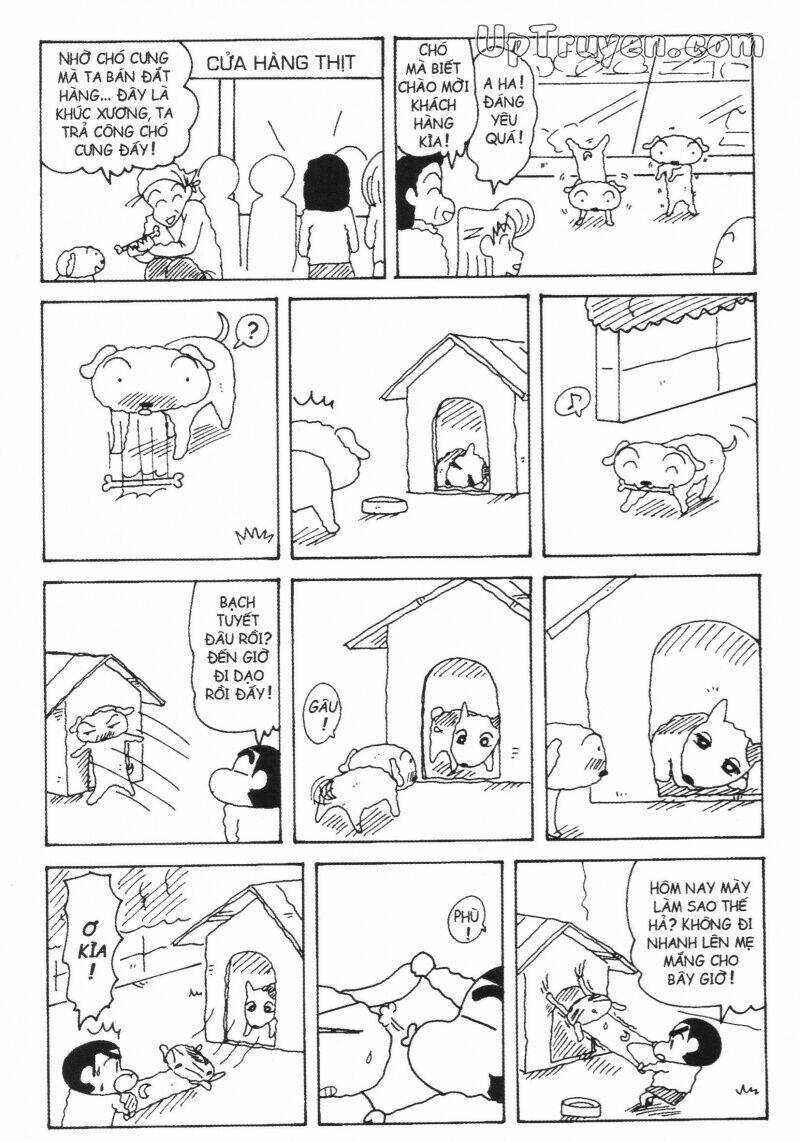 UpTruyen.com
NHỜ CHÓ CƯNG
MÀ TA BÁN ĐẮT
HÀNG... ĐÂY LÀ
KHÚC XƯƠNG, TA
TRẢ CÔNG CHÓ
CƯNG ĐẤY!
CỬA HÀNG THỊT
CHÓ
MÀ BIẾT
CHÀO MỜI
KHÁCH
HÀNG
KÌA!
A HA!
ĐÁNG
YÊU
QUÁ!
?
♪
BẠCH
TUYẾT
ĐÂU RỒI?
ĐẾN GIỜ
ĐI DẠO
RỒI ĐẤY!
GÂU
!
Ơ
KÌA
!
PHÙ
!
HÔM NAY MÀY
LÀM SAO THẾ
HẢ? KHÔNG ĐI
NHANH LÊN MẸ
MẮNG CHO
BÂY GIỜ!